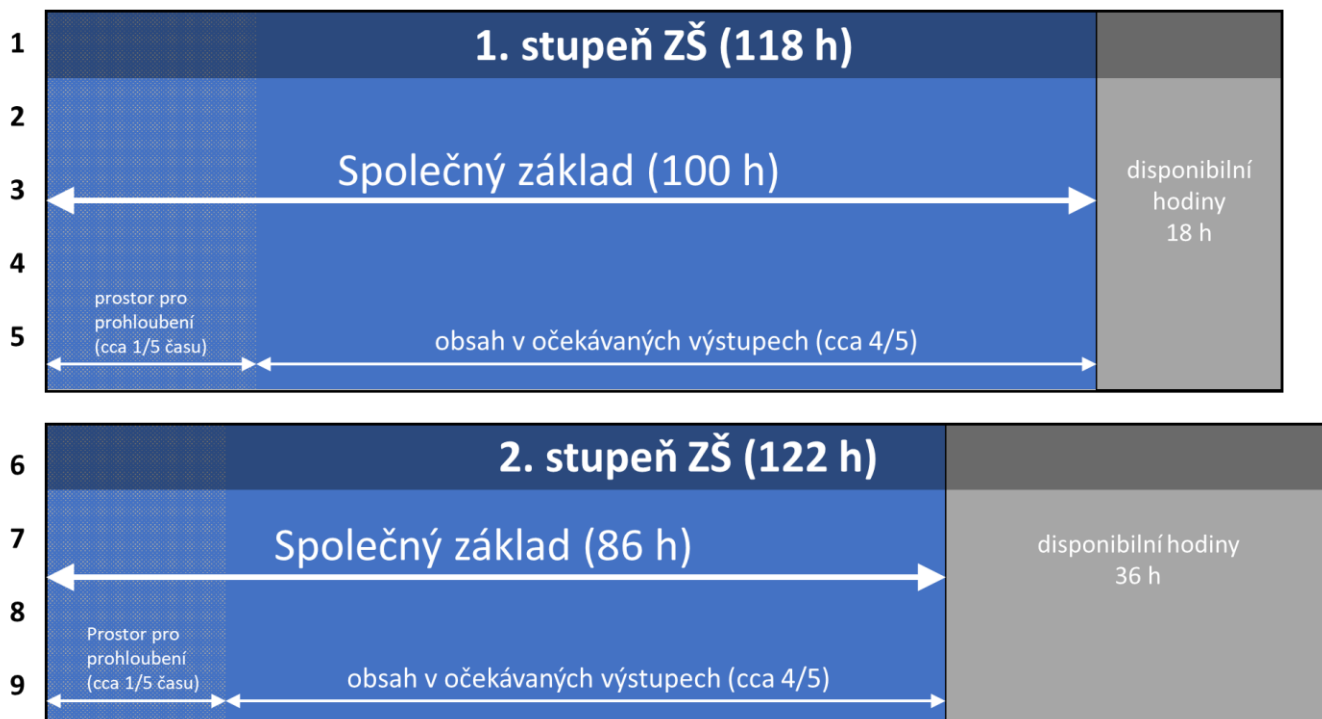 1
1. stupeň ZŠ (118 h)
2
Společný základ (100 h)
3
disponibilní
hodiny
18 h
4
prostor pro
prohloubení
(cca 1/5 času)
5
obsah v očekávaných výstupech (cca 4/5)
6
2. stupeň ZŠ (122 h)
7
Společný základ (86 h)
disponibilní hodiny
36 h
8
Prostor pro
prohloubení
(cca 1/5 času)
9
obsah v očekávaných výstupech (cca 4/5)